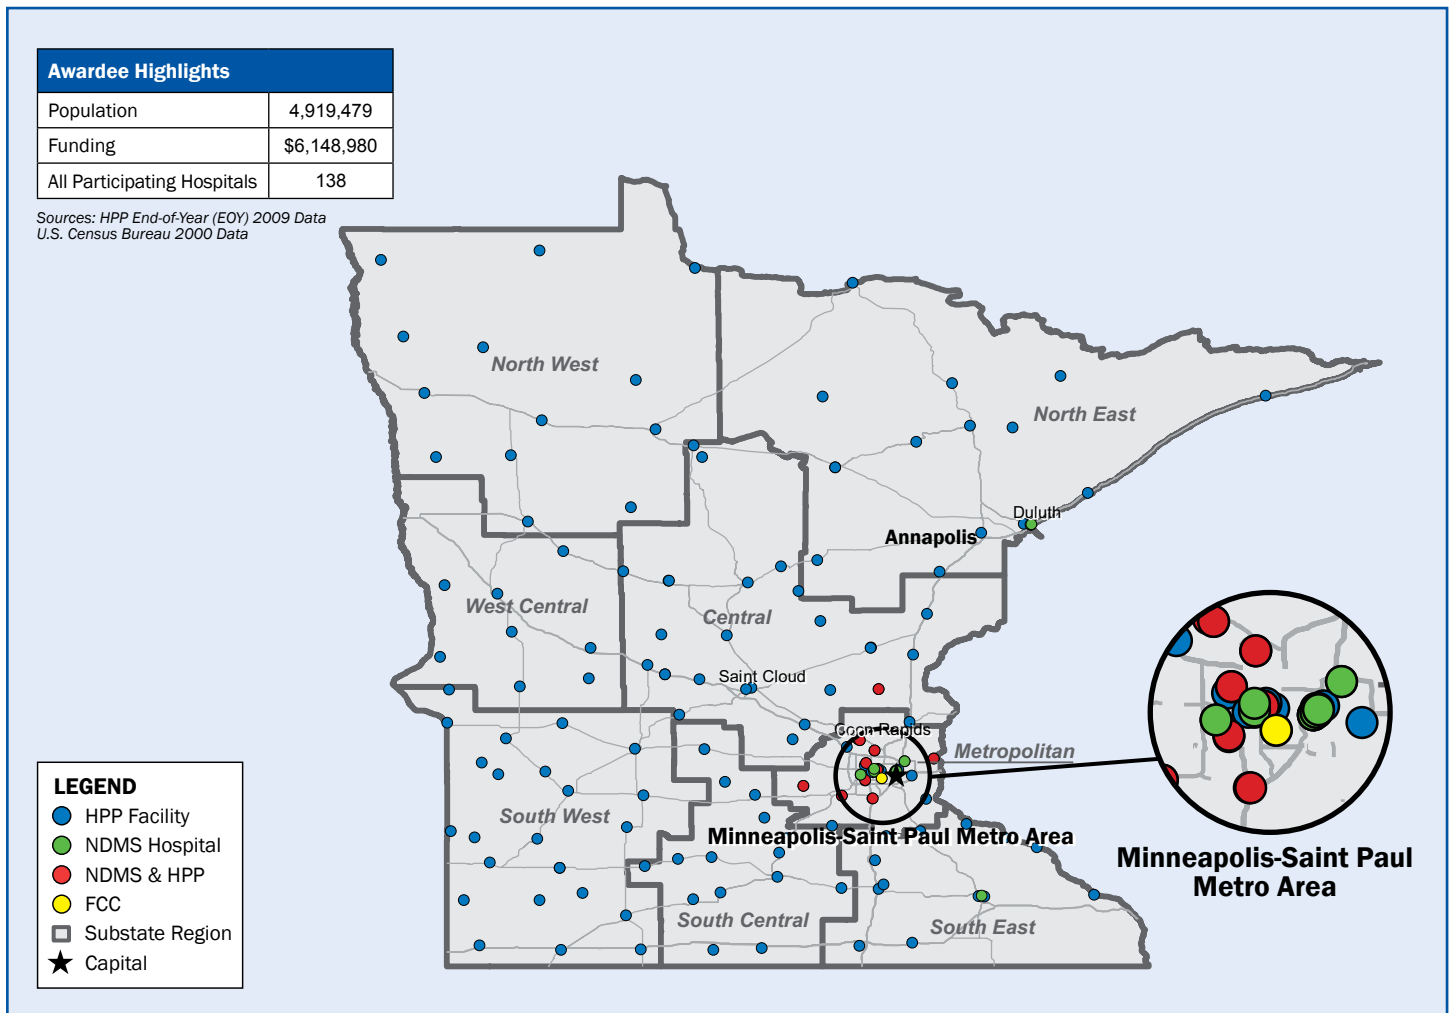 Awardee Highlights
Population 4,919,479
Funding $6,148,980
All Participating Hospitals 138
Sources: HPP End-of-Year (EOY) 2009 Data
U.S. Census Bureau 2000 Data
North West
North East
Duluth
Annapolis
West Central
Central
Saint Cloud
Coon Rapids
Metropolitan
South West
Minneapolis-Saint Paul Metro Area
Minneapolis-Saint Paul
Metro Area
South Central
South East
LEGEND
HPP Facility
NDMS Hospital
NDMS & HPP
FCC
Substate Region
Capital